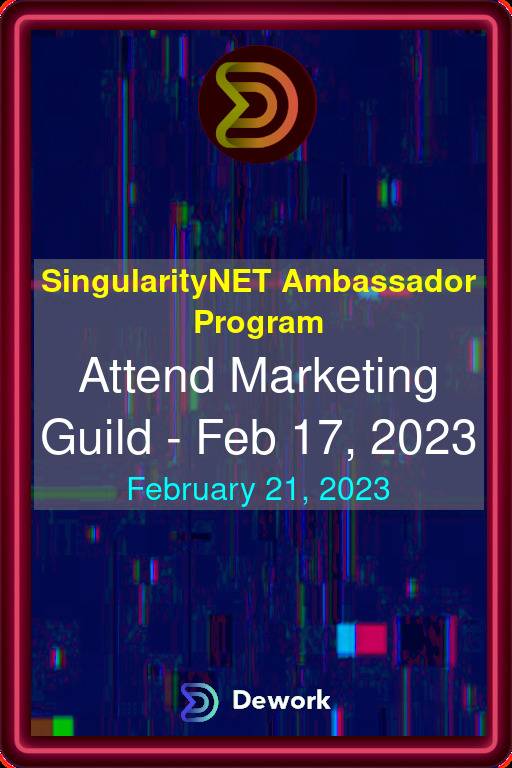 SingularityNET Ambassador
Program
Attend Marketing
Guild - Feb 17, 2023
February 21, 2023
Dework